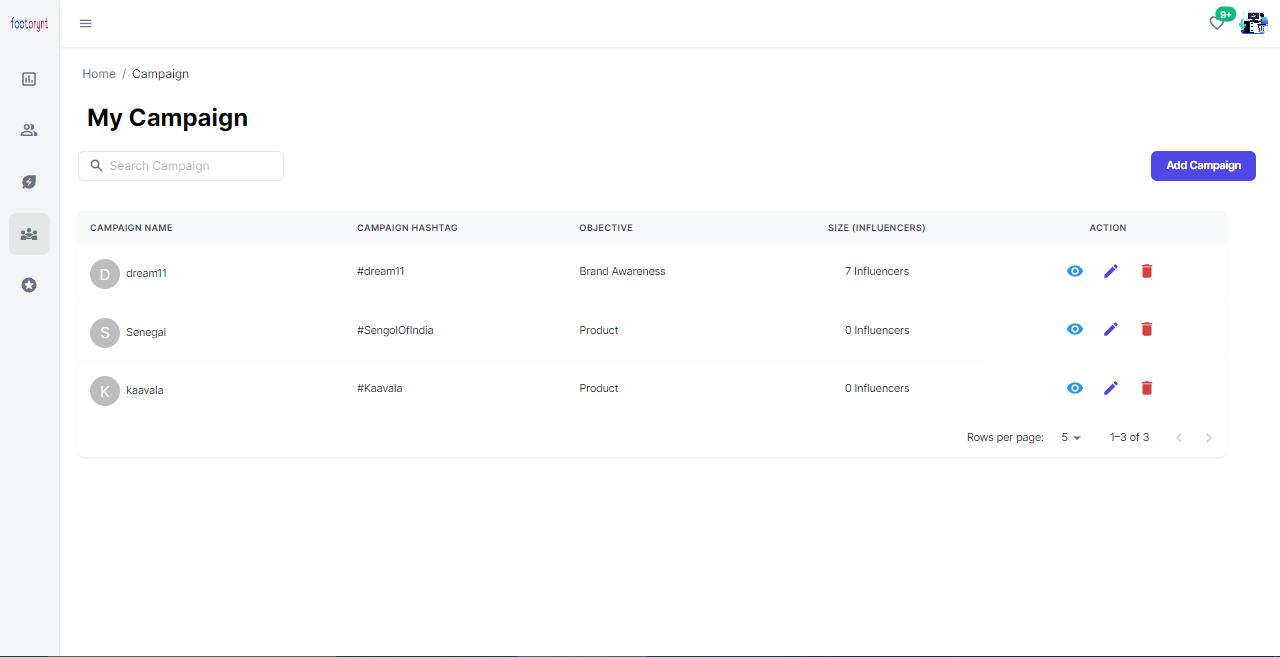 footprynt
9+
Home / Campaign
My Campaign
Search Campaign
Add Campaign
CAMPAIGN NAME CAMPAIGN HASHTAG OBJECTIVE SIZE (INFLUENCERS) ACTION
D dream11 #dream11 Brand Awareness 7 Influencers
S Senegal #SengolOfIndia Product 0 Influencers
K kaavala #Kaavala Product 0 Influencers
Rows per page: 5 1–3 of 3